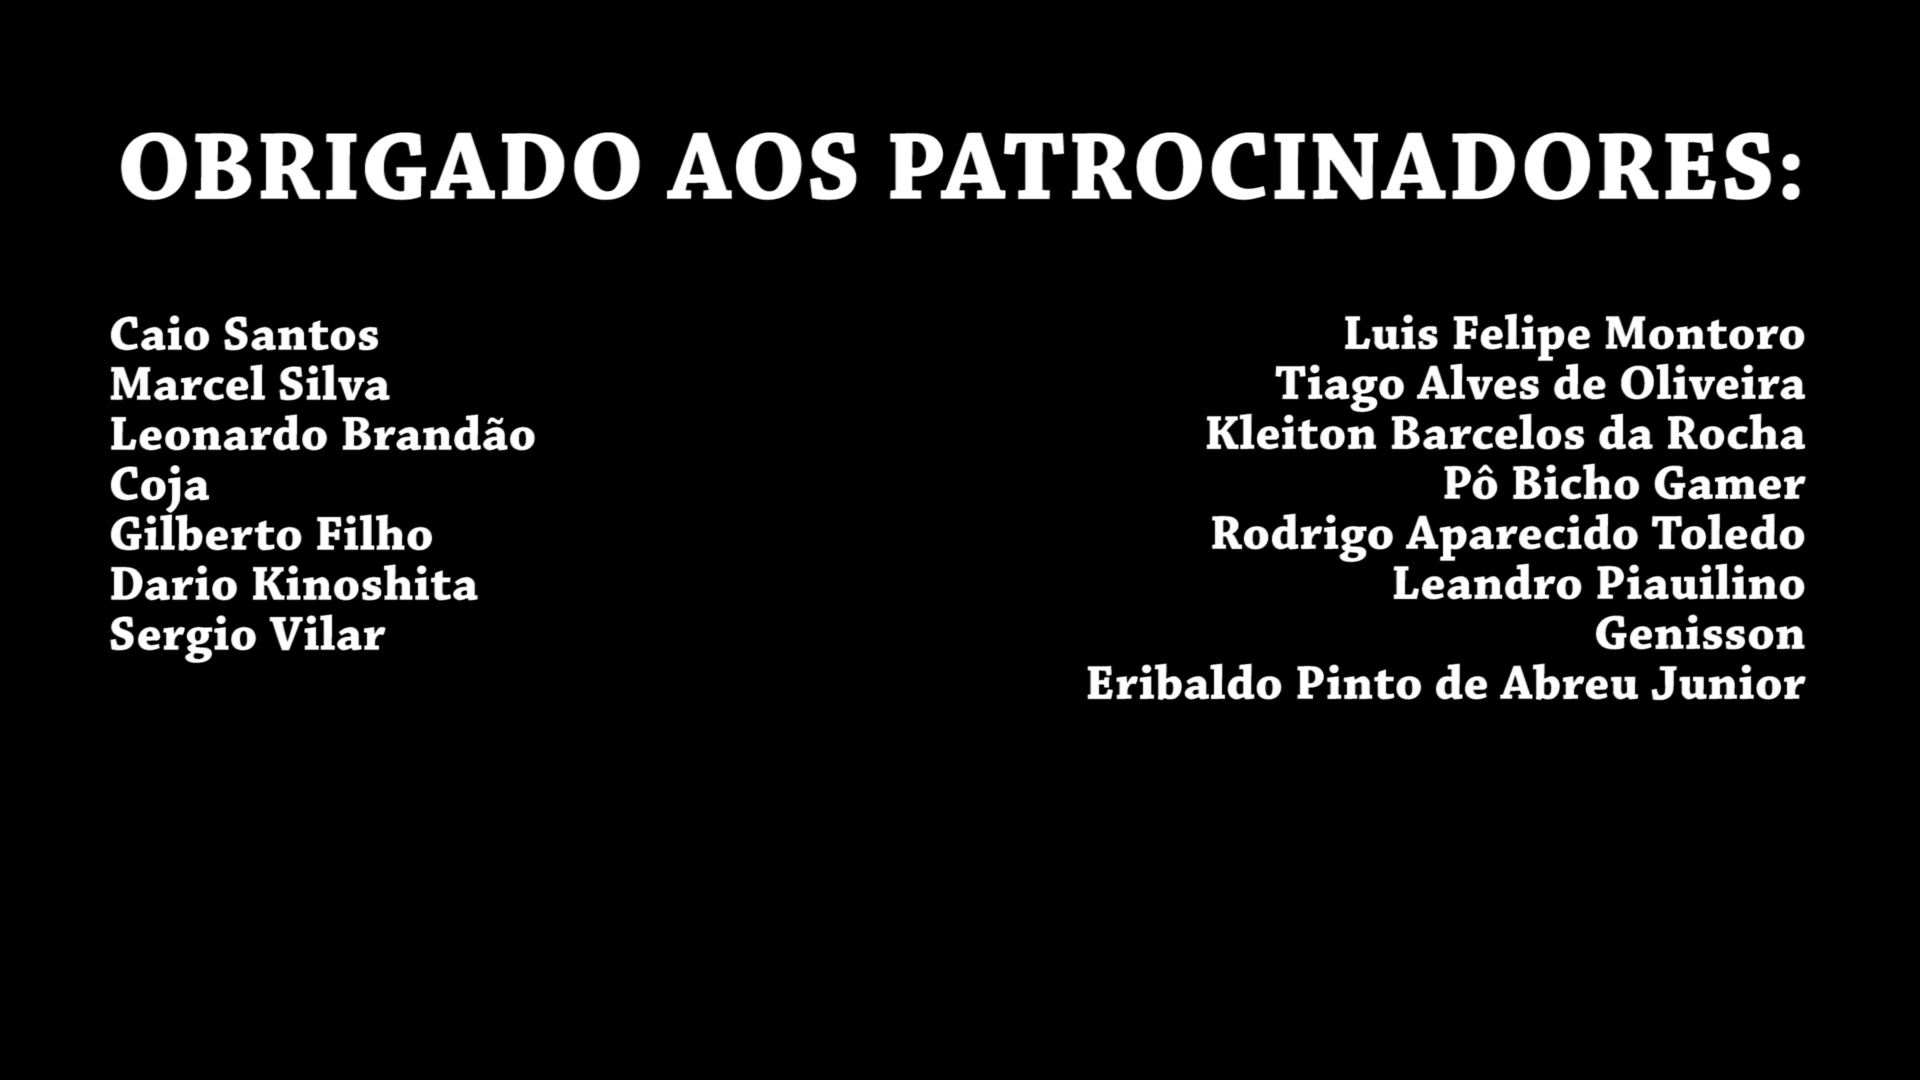 OBRIGADO AOS PATROCINADORES:
Caio Santos
Marcel Silva
Leonardo Brandão
Coja
Gilberto Filho
Dario Kinoshita
Sergio Vilar
Luis Felipe Montoro
Tiago Alves de Oliveira
Kleiton Barcelos da Rocha
Pô Bicho Gamer
Rodrigo Aparecido Toledo
Leandro Piauilino
Genisson
Eribaldo Pinto de Abreu Junior